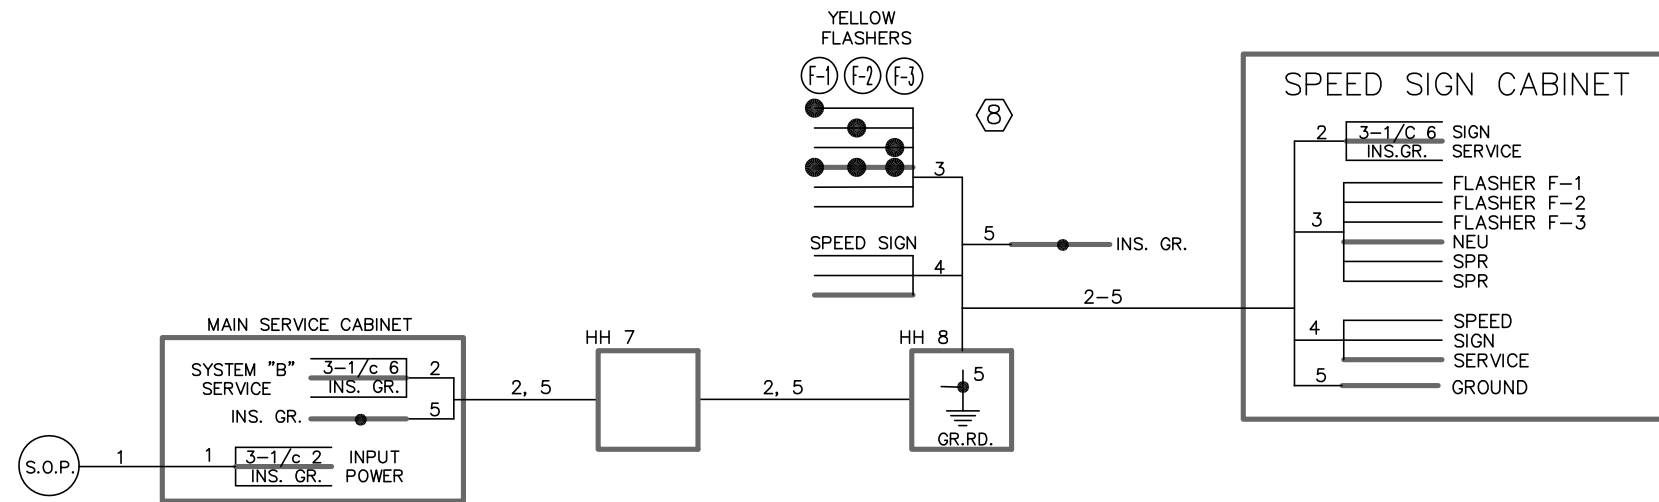 YELLOW
FLASHERS
F-1 F-2 F-3
8
3
5 INS. GR.
SPEED SIGN
4
2-5
SPEED SIGN CABINET
2 3-1/C 6 SIGN
INS.GR. SERVICE
FLASHER F-1
FLASHER F-2
3 FLASHER F-3
NEU
SPR
SPR
SPEED
4 SIGN
SERVICE
5 GROUND
MAIN SERVICE CABINET
SYSTEM "B" 3-1/c 6 2
SERVICE INS. GR.
INS. GR. 5
S.O.P. 1 1 3-1/c 2 INPUT
INS. GR. POWER
2, 5
HH 7
2, 5
HH 8
5
GR.RD.